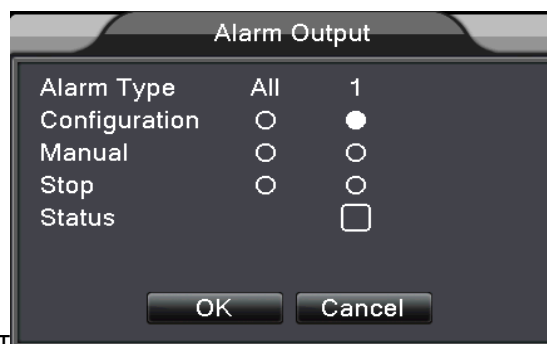 Alarm Output
Alarm Type All 1
Configuration
Manual
Stop
Status
OK Cancel
T